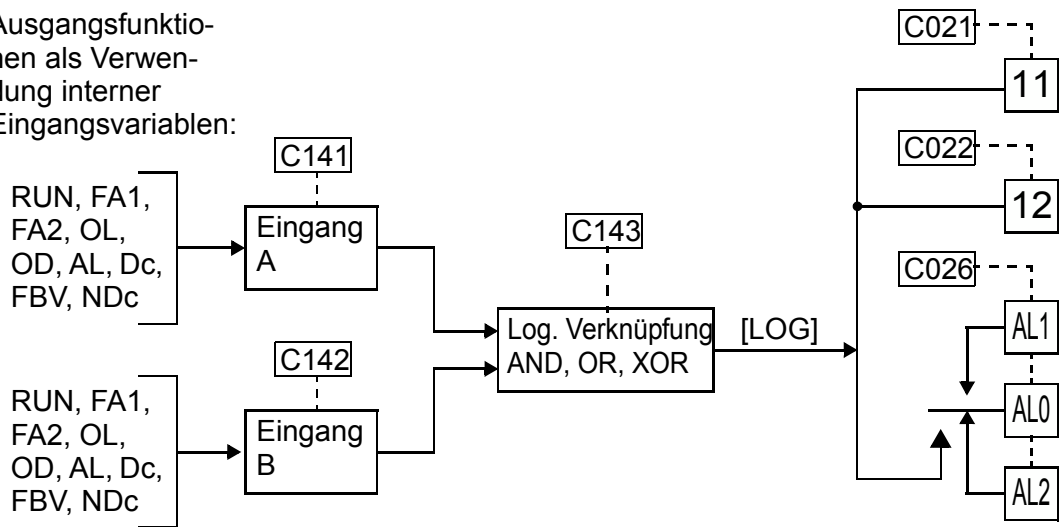 Ausgangsfunktio-
nen als Verwen-
dung interner
Eingangsvariablen:
C141
RUN, FA1,
FA2, OL,
OD, AL, Dc,
FBV, NDc
Eingang
A
C142
RUN, FA1,
FA2, OL,
OD, AL, Dc,
FBV, NDc
Eingang
B
C143
Log. Verknüpfung
AND, OR, XOR
[LOG]
C021
11
C022
12
C026
AL1
AL0
AL2